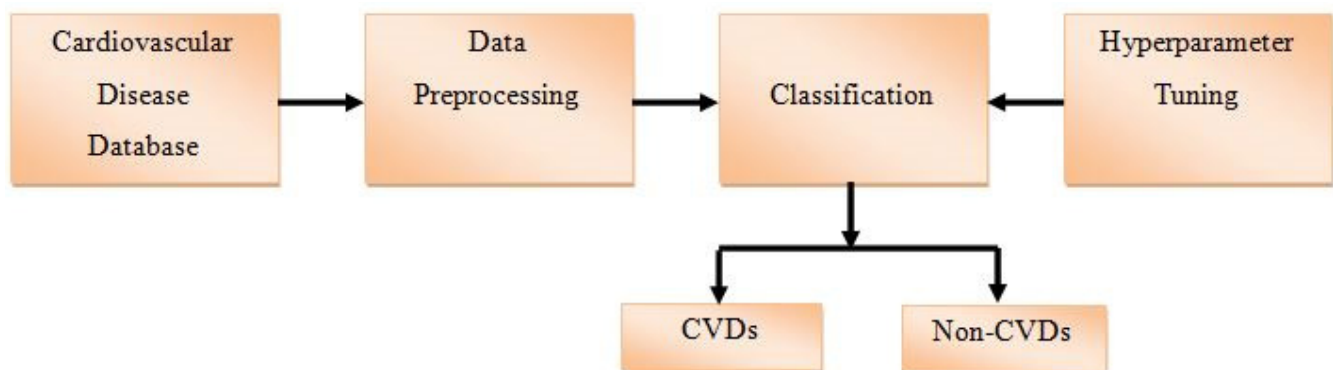 Cardiovascular
Disease
Database
Data
Preprocessing
Classification
Hyperparameter
Tuning
CVDs
Non-CVDs